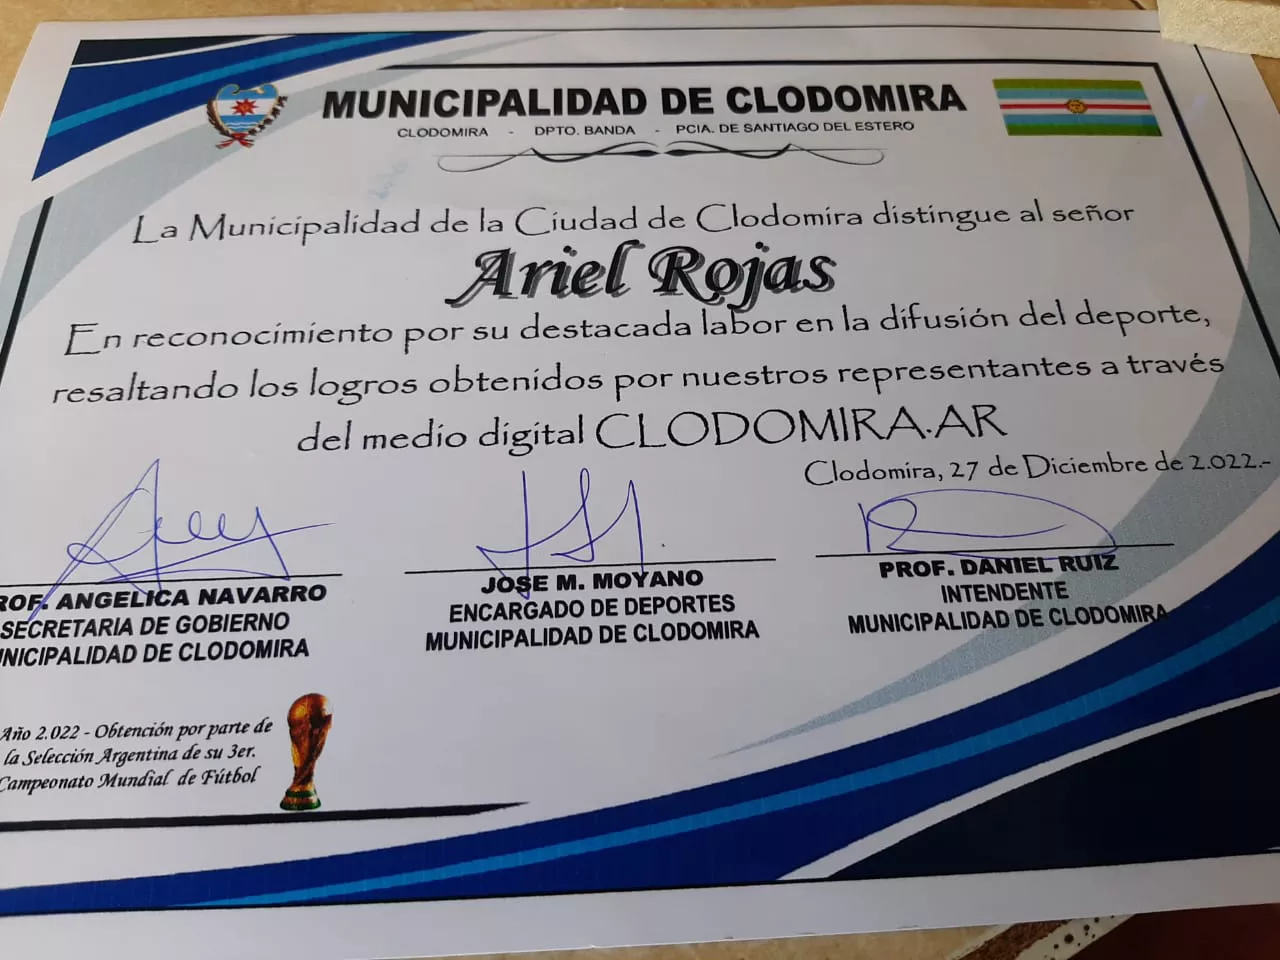 MUNICIPALIDAD DE CLODOMIRA
CLODOMIRA - DPTO. BANDA - PCIA. DE SANTIAGO DEL ESTERO
La Municipalidad de la Ciudad de Clodomira distingue al señor
Ariel Rojas
En reconocimiento por su destacada labor en la difusión del deporte,
resaltando los logros obtenidos por nuestros representantes a través
del medio digital CLODOMIRA.AR
Clodomira, 27 de Diciembre de 2.022.-
ROF. ANGELICA NAVARRO
SECRETARIA DE GOBIERNO
NICIPALIDAD DE CLODOMIRA
JOSE M. MOYANO
ENCARGADO DE DEPORTES
MUNICIPALIDAD DE CLODOMIRA
PROF. DANIEL RUIZ
INTENDENTE
MUNICIPALIDAD DE CLODOMIRA
Año 2.022 - Obtención por parte de
la Selección Argentina de su 3er.
Campeonato Mundial de Fútbol